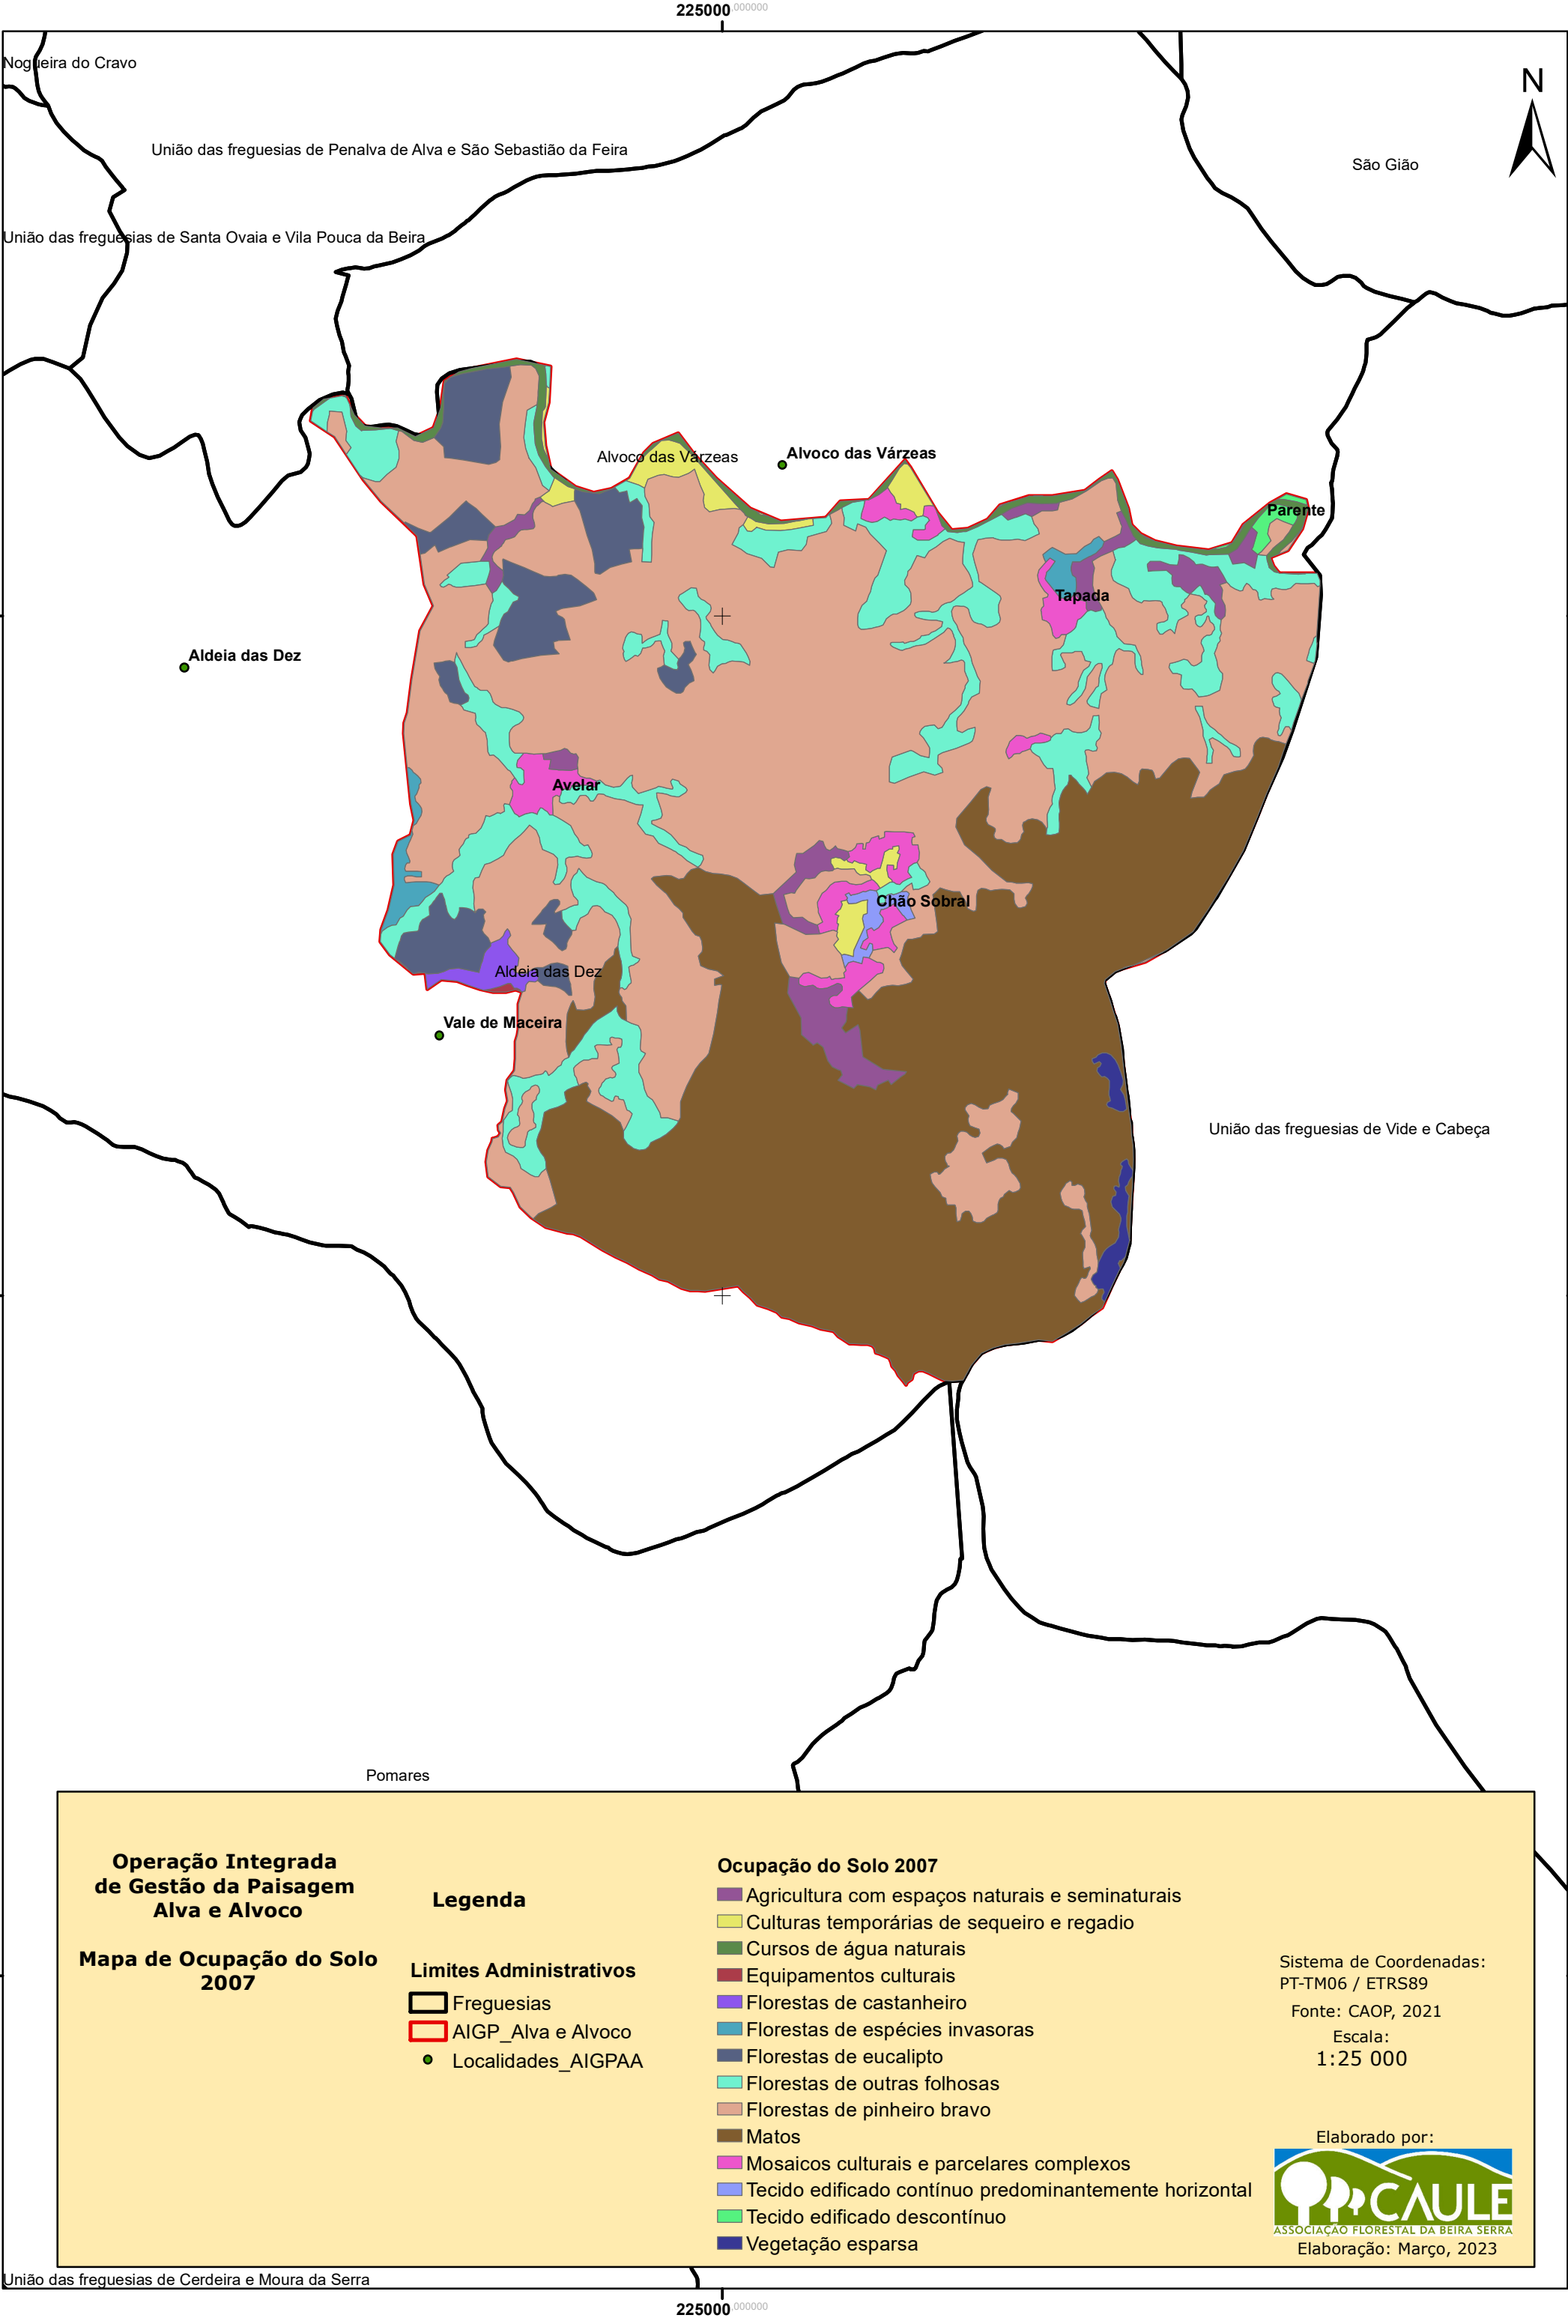 225000.000000
Nogueira do Cravo
N
União das freguesias de Penalva de Alva e São Sebastião da Feira
São Gião
União das freguesias de Santa Ovaia e Vila Pouca da Beira
Alvoco das Várzeas
Alvoco das Várzeas
Parente
Tapada
Aldeia das Dez
Avelar
Chão Sobral
Aldeia das Dez
Vale de Maceira
União das freguesias de Vide e Cabeça
Pomares
Operação Integrada
de Gestão da Paisagem
Alva e Alvoco
Mapa de Ocupação do Solo
2007
Legenda
Limites Administrativos
Freguesias
AIGP_Alva e Alvoco
Localidades_AIGPAA
Ocupação do Solo 2007
Agricultura com espaços naturais e seminaturais
Culturas temporárias de sequeiro e regadio
Cursos de água naturais
Equipamentos culturais
Florestas de castanheiro
Florestas de espécies invasoras
Florestas de eucalipto
Florestas de outras folhosas
Florestas de pinheiro bravo
Matos
Mosaicos culturais e parcelares complexos
Tecido edificado contínuo predominantemente horizontal
Tecido edificado descontínuo
Vegetação esparsa
Sistema de Coordenadas:
PT-TM06 / ETRS89
Fonte: CAOP, 2021
Escala:
1:25 000
Elaborado por:
CAULE
ASSOCIAÇÃO FLORESTAL DA BEIRA SERRA
Elaboração: Março, 2023
União das freguesias de Cerdeira e Moura da Serra
225000.000000